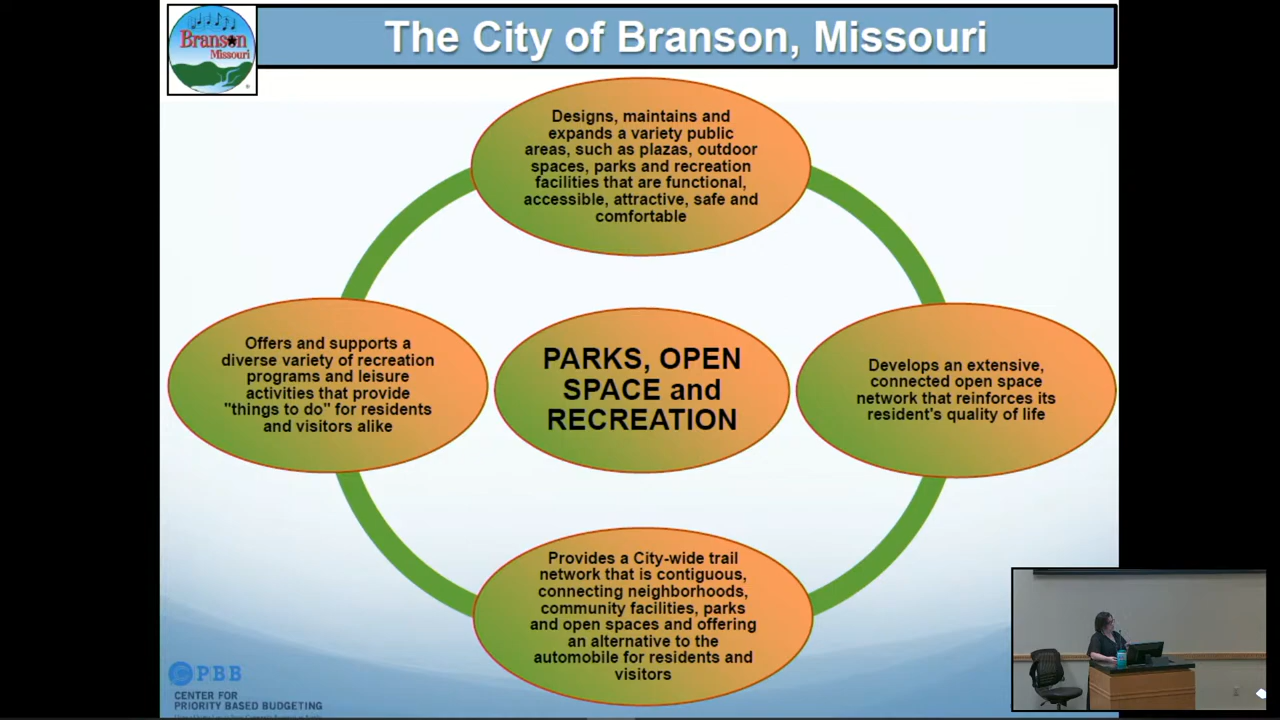 Branson
Missouri
The City of Branson, Missouri
Designs, maintains and
expands a variety public
areas, such as plazas, outdoor
spaces, parks and recreation
facilities that are functional,
accessible, attractive, safe and
comfortable
Offers and supports a
diverse variety of recreation
programs and leisure
activities that provide
"things to do" for residents
and visitors alike
PARKS, OPEN
SPACE and
RECREATION
Develops an extensive,
connected open space
network that reinforces its
resident's quality of life
Provides a City-wide trail
network that is contiguous,
connecting neighborhoods,
community facilities, parks
and open spaces and offering
an alternative to the
automobile for residents and
visitors
PBB
CENTER FOR
PRIORITY BASED BUDGETING